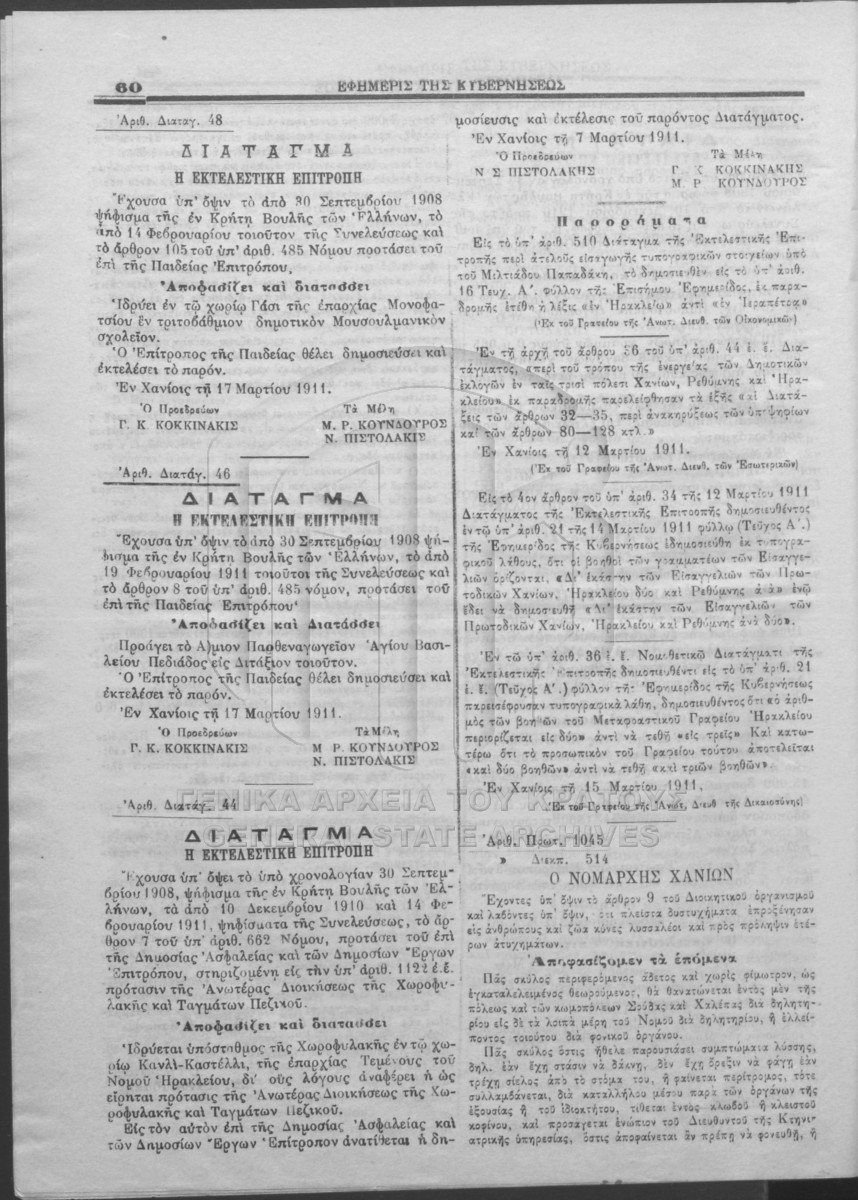 60
ΕΦΗΜΕΡΙΣ ΤΗΣ ΚΥΒΕΡΝΗΣΕΩΣ
Ἀριθ. Διαταγ. 48
ΔΙΑΤΑΓΜΑ
Η ΕΚΤΕΛΕΣΤΙΚΗ ΕΠΙΤΡΟΠΗ
Ἔχουσα ὑπ' ὄψιν τὸ ἀπὸ 30 Σεπτεμβρίου 1908
ψήφισμα τῆς ἐν Κρήτῃ Βουλῆς τῶν Ἑλλήνων, τὸ
ἀπὸ 14 Φεβρουαρίου τοιοῦτον τῆς Συνελεύσεως καὶ
τὸ ἄρθρον 105 τοῦ ὑπ' ἀριθ. 485 Νόμου προτάσει τοῦ
ἐπὶ τῆς Παιδείας Ἐπιτρόπου,
Ἀποφασίζει καὶ διατάσσει
Ἱδρύει ἐν τῷ χωρίῳ Γάσι τῆς ἐπαρχίας Μονοφα-
τσίου ἓν τριτοβάθμιον δημοτικὸν Μουσουλμανικὸν
σχολεῖον.
Ὁ Ἐπίτροπος τῆς Παιδείας θέλει δημοσιεύσει καὶ
ἐκτελέσει τὸ παρόν.
Ἐν Χανίοις τῇ 17 Μαρτίου 1911.
Ὁ Προεδρεύων Τὰ Μέλη
Γ. Κ. ΚΟΚΚΙΝΑΚΙΣ Μ. Ρ. ΚΟΥΝΔΟΥΡΟΣ
Ν. ΠΙΣΤΟΛΑΚΙΣ
Ἀριθ. Διατάγ. 46
ΔΙΑΤΑΓΜΑ
Η ΕΚΤΕΛΕΣΤΙΚΗ ΕΠΙΤΡΟΠΗ
Ἔχουσα ὑπ' ὄψιν τὸ ἀπὸ 30 Σεπτεμβρίου 1908 ψή-
φισμα τῆς ἐν Κρήτῃ Βουλῆς τῶν Ἑλλήνων, τὸ ἀπὸ
19 Φεβρουαρίου 1911 τοιοῦτοι τῆς Συνελεύσεως καὶ
τὸ ἄρθρον 8 τοῦ ὑπ' ἀριθ. 485 νόμον, προτάσει τοῦ
ἐπὶ τῆς Παιδείας Ἐπιτρόπου·
Ἀποφασίζει καὶ Διατάσσει
Προάγει τὸ Α)μιον Παρθεναγωγεῖον Ἁγίου Βασι-
λείου Πεδιάδος εἰς Διτάξιον τοιοῦτον.
Ὁ Ἐπίτροπος τῆς Παιδείας θέλει δημοσιεύσει καὶ
ἐκτελέσει τὸ παρόν.
Ἐν Χανίοις τῇ 17 Μαρτίου 1911.
Ὁ Προεδρεύων Τὰ Μέλη
Γ. Κ. ΚΟΚΚΙΝΑΚΙΣ Μ Ρ. ΚΟΥΝΔΟΥΡΟΣ
Ν. ΠΙΣΤΟΛΑΚΙΣ
Ἀριθ. Διατάγ. 44
ΔΙΑΤΑΓΜΑ
Η ΕΚΤΕΛΕΣΤΙΚΗ ΕΠΙΤΡΟΠΗ
Ἔχουσα ὑπ' ὄψει τὸ ὑπὸ χρονολογίαν 30 Σεπτεμ-
βρίου 1908, ψήφισμα τῆς ἐν Κρήτῃ Βουλῆς τῶν Ἑλ-
λήνων, τὰ ἀπὸ 10 Δεκεμβρίου 1910 καὶ 14 Φε-
βρουαρίου 1911, ψηφίσματα τῆς Συνελεύσεως, τὸ ἄρ-
θρον 7 τοῦ ὑπ' ἀριθ. 662 Νόμου, προτάσει τοῦ ἐπὶ
τῆς Δημοσίας Ἀσφαλείας καὶ τῶν Δημοσίων Ἔργων
Ἐπιτρόπου, στηριζομένῃ εἰς τὴν ὑπ' ἀριθ. 1122 ἐ.ἔ.
πρότασιν τῆς Ἀνωτέρας Διοικήσεως τῆς Χωροφυ-
λακῆς καὶ Ταγμάτων Πεζικοῦ.
Ἀποφασίζει καὶ διατάσσει
Ἱδρύεται ὑπόσταθμος τῆς Χωροφυλακῆς ἐν τῷ χω-
ρίῳ Κανλὶ-Καστέλλι, τῆς ἐπαρχίας Τεμένους τοῦ
Νομοῦ Ἡρακλείου, δι' οὓς λόγους ἀναφέρει ἡ ὡς
εἴρηται πρότασις τῆς Ἀνωτέρας Διοικήσεως τῆς Χω-
ροφυλακῆς καὶ Ταγμάτων Πεζικοῦ.
Εἰς τὸν αὐτὸν ἐπὶ τῆς Δημοσίας Ἀσφαλείας καὶ
τῶν Δημοσίων Ἔργων Ἐπίτροπον ἀνατίθεται ἡ δη-
μοσίευσις καὶ ἐκτέλεσις τοῦ παρόντος Διατάγματος.
Ἐν Χανίοις τῇ 7 Μαρτίου 1911.
Ὁ Προεδρεύων Τὰ Μέλη
Ν Σ ΠΙΣΤΟΛΑΚΗΣ Γ. Κ ΚΟΚΚΙΝΑΚΗΣ
Μ. Ρ ΚΟΥΝΔΟΥΡΟΣ
Παροράματα
Εἰς τὸ ὑπ' ἀριθ. 510 Διάταγμα τῆς Ἐκτελεστικῆς Ἐπι-
τροπῆς περὶ ἀτελοῦς εἰσαγωγῆς τυπογραφικῶν στοιχείων ὑπὸ
τοῦ Μιλτιάδου Παπαδάκη, τὸ δημοσιευθὲν εἰς τὸ ὑπ' ἀριθ.
16 Τευχ. Α΄. φύλλον τῆς Ἐπισήμου Ἐφημερίδος, ἐκ παρα-
δρομῆς ἐτέθη ἡ λέξις «ἐν Ἡρακλείῳ» ἀντὶ «ἐν Ἱεραπέτρᾳ»
(Ἐκ τοῦ Γραφείου τῆς Ἀνωτ. Διευθ. τῶν Οἰκονομικῶν)
Ἐν τῇ ἀρχῇ τοῦ ἄρθρου 36 τοῦ ὑπ' ἀριθ. 44 ἐ. ἔ. Δια-
τάγματος, «περὶ τοῦ τρόπου τῆς ἐνεργείας τῶν Δημοτικῶν
ἐκλογῶν ἐν ταῖς τρισὶ πόλεσι Χανίων, Ρεθύμνης καὶ Ἡρα-
κλείου» ἐκ παραδρομῆς παρελείφθησαν τὰ ἑξῆς «αἱ Διατά-
ξεις τῶν ἄρθρων 32—35, περὶ ἀνακηρύξεως τῶν ὑποψηφίων
καὶ τῶν ἄρθρων 80—128 κτλ.»
Ἐν Χανίοις τῇ 12 Μαρτίου 1911.
(Ἐκ τοῦ Γραφείου τῆς Ἀνωτ. Διευθ. τῶν Ἐσωτερικῶν)
Εἰς τὸ 4ον ἄρθρον τοῦ ὑπ' ἀριθ. 34 τῆς 12 Μαρτίου 1911
Διατάγματος τῆς Ἐκτελεστικῆς Ἐπιτροπῆς δημοσιευθέντος
ἐν τῷ ὑπ' ἀριθ. 21 τῆς 14 Μαρτίου 1911 φύλλῳ (Τεῦχος Α΄.)
τῆς Ἐφημερίδος τῆς Κυβερνήσεως ἐδημοσιεύθη ἐκ τυπογρα-
φικοῦ λάθους, ὅτι οἱ βοηθοὶ τῶν γραμματέων τῶν Εἰσαγγε-
λιῶν ὁρίζονται, «Δι' ἑκάστην τῶν Εἰσαγγελιῶν τῶν Πρω-
τοδικῶν Χανίων, Ἡρακλείου δύο καὶ Ρεθύμνης ἀνὰ» ἐνῷ
ἔδει νὰ δημοσιευθῇ «Δι' ἑκάστην τῶν Εἰσαγγελιῶν τῶν
Πρωτοδικῶν Χανίων, Ἡρακλείου καὶ Ρεθύμνης ἀνὰ δύο».
Ἐν τῷ ὑπ' ἀριθ. 36 ἐ. ἔ. Νομοθετικῷ Διατάγματι τῆς
Ἐκτελεστικῆς Ἐπιτροπῆς δημοσιευθέντι εἰς τὸ ὑπ' ἀριθ. 21
ἐ. ἔ. (Τεῦχος Α΄.) φύλλον τῆς Ἐφημερίδος τῆς Κυβερνήσεως
παρεισέφρυσαν τυπογραφικὰ λάθη, δημοσιευθέντος ὅτι «ὁ ἀριθ-
μὸς τῶν βοηθῶν τοῦ Μεταφραστικοῦ Γραφείου Ἡρακλείου
περιορίζεται εἰς δύο» ἀντὶ νὰ τεθῇ «εἰς τρεῖς» Καὶ κατω-
τέρω ὅτι τὸ προσωπικὸν τοῦ Γραφείου τούτου ἀποτελεῖται
«καὶ δύο βοηθῶν» ἀντὶ νὰ τεθῇ «καὶ τριῶν βοηθῶν».
Ἐν Χανίοις τῇ 15 Μαρτίου 1911.
(Ἐκ τοῦ Γραφείου τῆς Ἀνωτ. Διευθ τῆς Δικαιοσύνης)
Ἀριθ. Πρωτ. 1045
» Διεκπ. 514
Ο ΝΟΜΑΡΧΗΣ ΧΑΝΙΩΝ
Ἔχοντες ὑπ' ὄψιν τὸ ἄρθρον 9 τοῦ Διοικητικοῦ ὀργανισμοῦ
καὶ λαβόντες ὑπ' ὄψιν, ὅτι πλεῖστα δυστυχήματα ἐπροξένησαν
εἰς ἀνθρώπους καὶ ζῶα κύνες λυσσαλέοι καὶ πρὸς πρόληψιν ἑτέ-
ρων ἀτυχημάτων.
Ἀποφασίζομεν τὰ ἑπόμενα
Πᾶς σκύλος περιφερόμενος ἄδετος καὶ χωρὶς φίμωτρον, ὡς
ἐγκαταλελειμένος θεωρούμενος, θὰ θανατώνεται ἐντὸς μὲν τῆς
πόλεως καὶ τῶν κωμοπόλεων Σούδας καὶ Χαλέπας διὰ δηλητη-
ρίου εἰς δὲ τὰ λοιπὰ μέρη τοῦ Νομοῦ διὰ δηλητηρίου, ἢ ἐλλεί-
ποντος τοιούτου διὰ φονικοῦ ὀργάνου.
Πᾶς σκύλος ὅστις ἤθελε παρουσιάσει συμπτώματα λύσσης,
δηλ. ἐὰν ἔχῃ στάσιν νὰ δάκνῃ, δὲν ἔχῃ ὄρεξιν νὰ φάγῃ ἐὰν
τρέχῃ σίελος ἀπὸ τὸ στόμα του, ἢ φαίνεται περίτρομος, τότε
συλλαμβάνεται, διὰ καταλλήλου μέσου παρὰ τῶν ὀργάνων τῆς
ἐξουσίας ἢ τοῦ ἰδιοκτήτου, τίθεται ἐντὸς κλωβοῦ ἢ κλειστοῦ
κοφίνου, καὶ προσάγεται ἐνώπιον τοῦ Διευθυντοῦ τῆς Κτηνι-
ατρικῆς ὑπηρεσίας, ὅστις ἀποφαίνεται ἂν πρέπῃ νὰ φονευθῇ, ἢ
ΓΕΝΙΚΑ ΑΡΧΕΙΑ ΤΟΥ ΚΡΑΤΟΥΣ
GENERAL STATE ARCHIVES